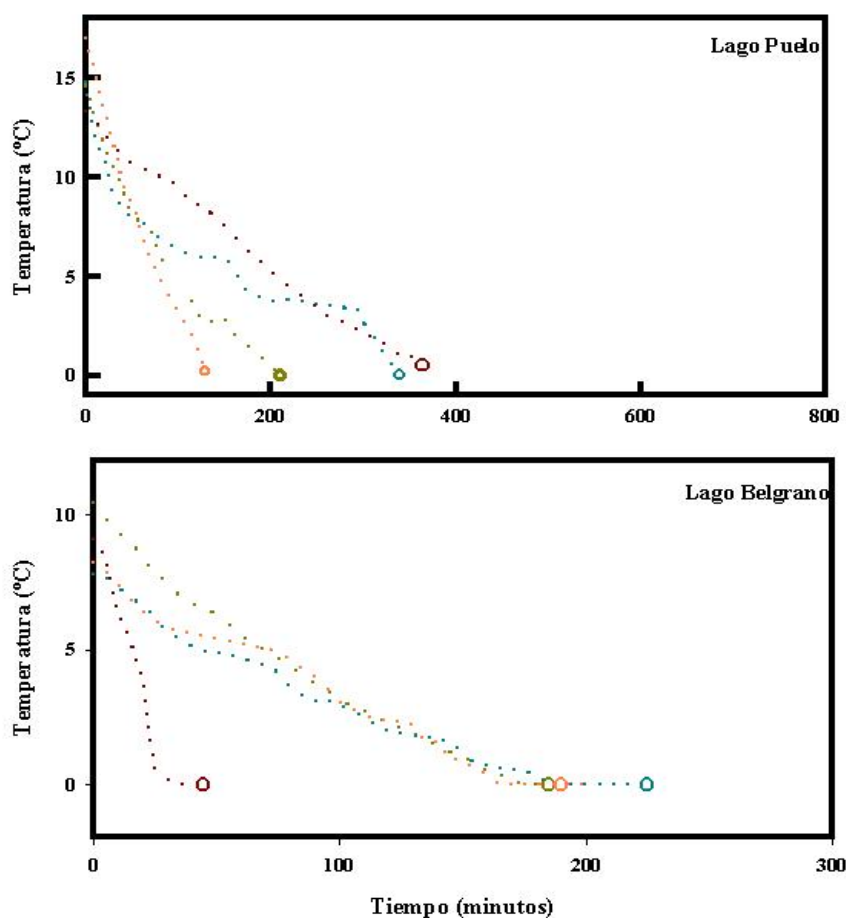 Lago Puelo
Temperatura (ºC)
15
10
5
0
0 200 400 600 800
Lago Belgrano
Temperatura (ºC)
10
5
0
0 100 200 300
Tiempo (minutos)